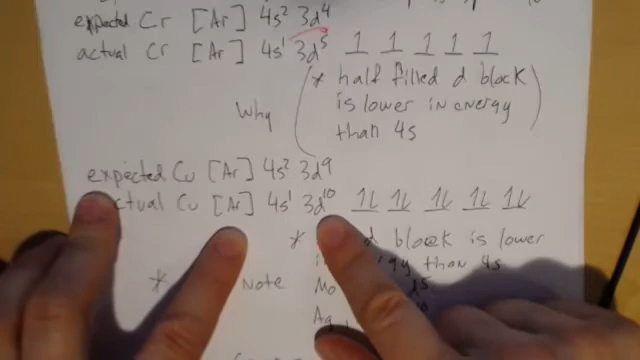 expected Cr [Ar] 4s² 3d⁴
actual Cr [Ar] 4s¹ 3d⁵ 1 1 1 1 1
* half filled d block
is lower in energy
than 4s
Why
expected Cu [Ar] 4s² 3d⁹
Cu [Ar] 4s¹ 3d¹⁰ 1l 1l 1l 1l 1l
* d block is lower
than 4s
* Note Mo
Ag